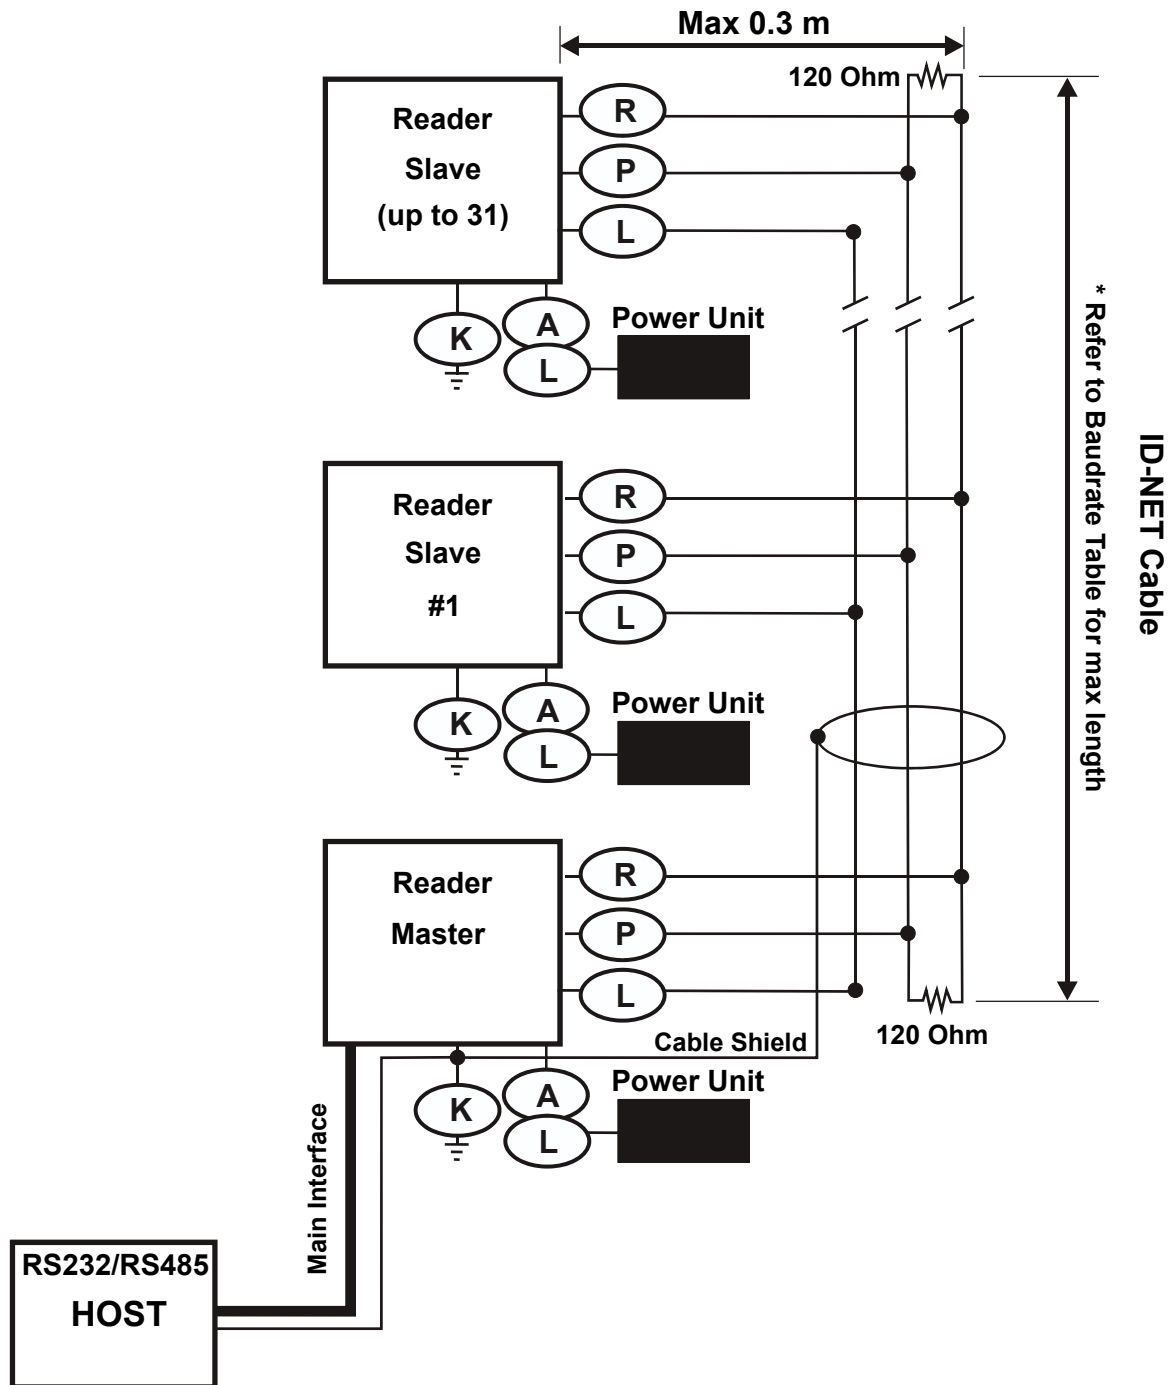 Max 0.3 m
120 Ohm
Reader
Slave
(up to 31)
R
P
L
K
A
L
Power Unit
Reader
Slave
#1
R
P
L
K
A
L
Power Unit
Reader
Master
R
P
L
120 Ohm
Cable Shield
K
A
L
Power Unit
Main Interface
RS232/RS485
HOST
* Refer to Baudrate Table for max length
ID-NET Cable